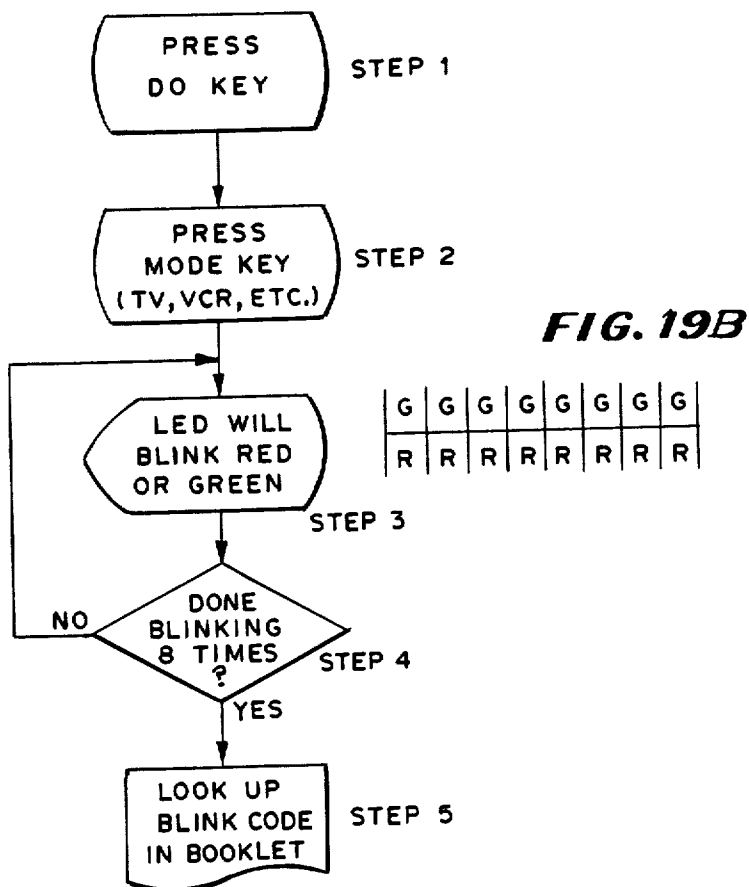 PRESS
DO KEY
STEP 1
PRESS
MODE KEY
(TV, VCR, ETC.)
STEP 2
FIG. 19B
LED WILL
BLINK RED
OR GREEN
STEP 3
G G G G G G G G
R R R R R R R R
DONE
BLINKING
8 TIMES
?
STEP 4
NO
YES
LOOK UP
BLINK CODE
IN BOOKLET
STEP 5